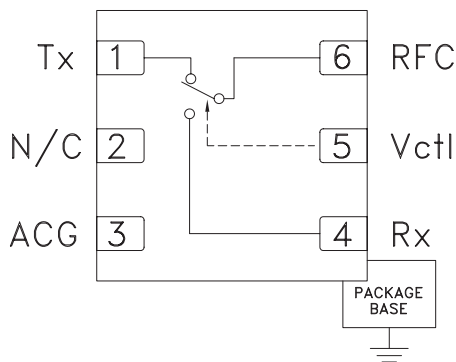 Tx 1 6 RFC
N/C 2 5 Vctl
ACG 3 4 Rx
PACKAGE
BASE